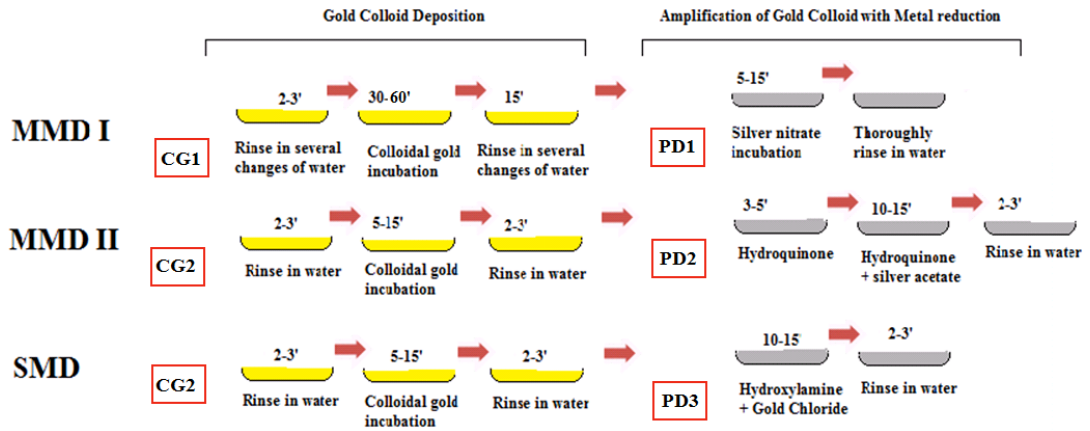 Gold Colloid Deposition
Amplification of Gold Colloid with Metal reduction
MMD I
CG1
2-3'
Rinse in several
changes of water
30-60'
Colloidal gold
incubation
15'
Rinse in several
changes of water
PD1
5-15'
Silver nitrate
incubation
Thoroughly
rinse in water
MMD II
CG2
2-3'
Rinse in water
5-15'
Colloidal gold
incubation
2-3'
Rinse in water
PD2
3-5'
Hydroquinone
10-15'
Hydroquinone
+ silver acetate
2-3'
Rinse in water
SMD
CG2
2-3'
Rinse in water
5-15'
Colloidal gold
incubation
2-3'
Rinse in water
PD3
10-15'
Hydroxylamine
+ Gold Chloride
2-3'
Rinse in water